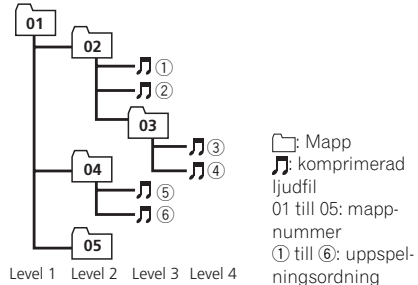 01
02
①
②
03
③
④
04
⑤
⑥
05
Level 1 Level 2 Level 3 Level 4
: Mapp
: komprimerad
ljudfil
01 till 05: mapp-
nummer
① till ⑥: uppspel-
ningsordning